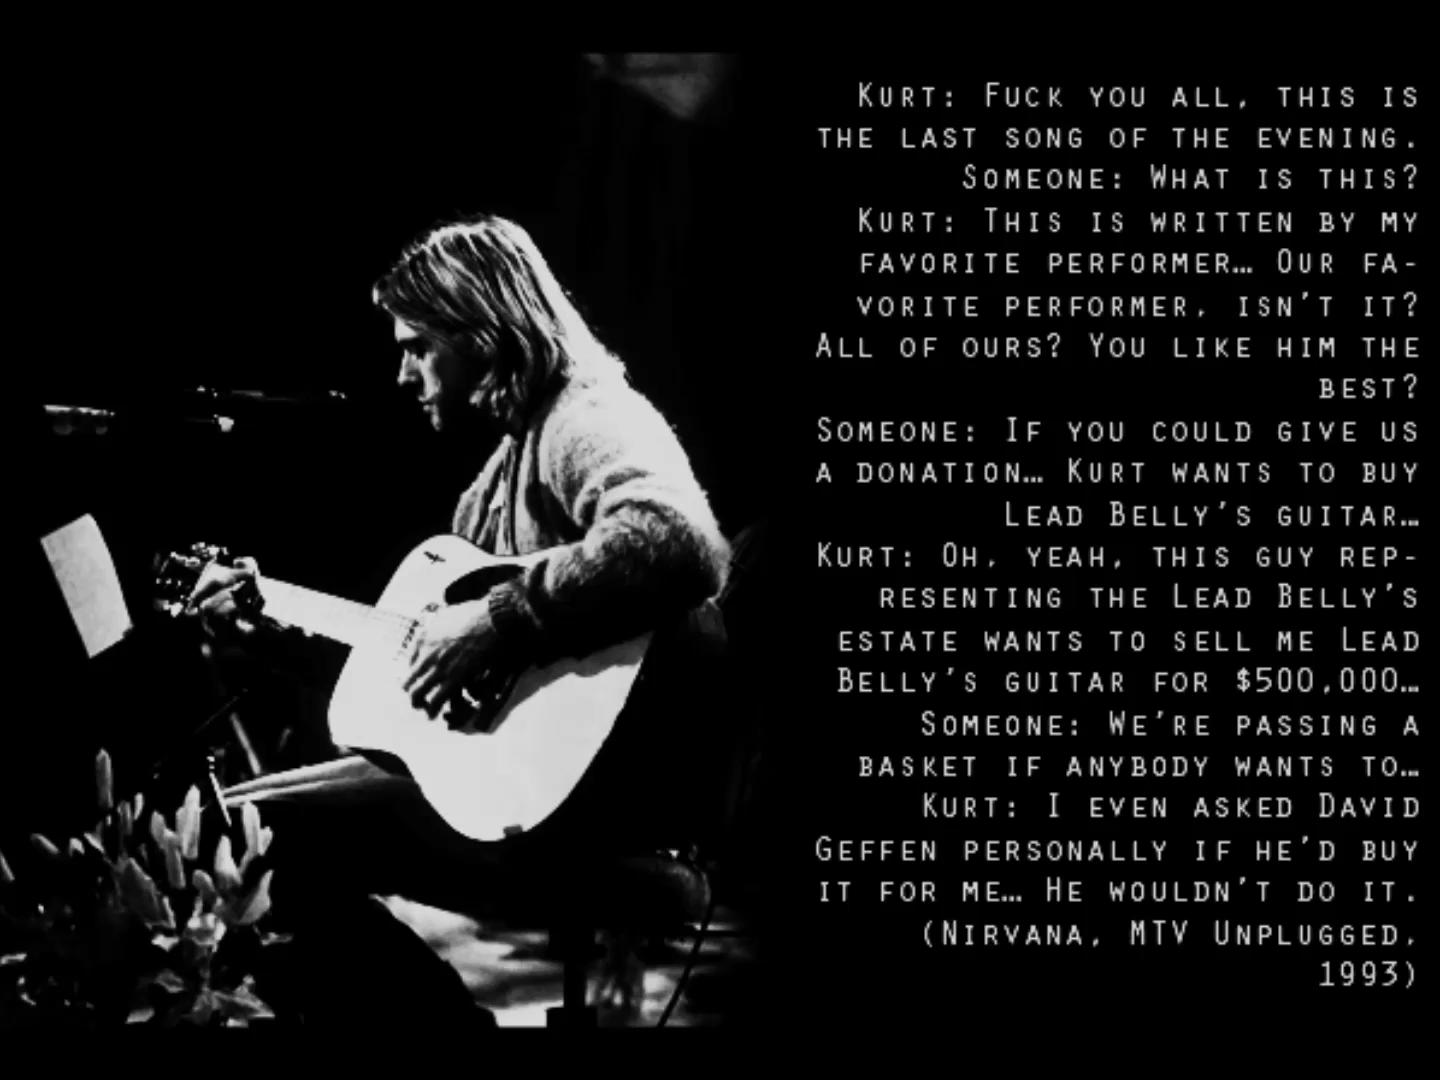 Kurt: Fuck you all, this is
the last song of the evening.
Someone: What is this?
Kurt: This is written by my
favorite performer… Our fa-
vorite performer, isn't it?
All of ours? You like him the
best?
Someone: If you could give us
a donation… Kurt wants to buy
Lead Belly's guitar…
Kurt: Oh, yeah, this guy rep-
resenting the Lead Belly's
estate wants to sell me Lead
Belly's guitar for $500,000…
Someone: We're passing a
basket if anybody wants to…
Kurt: I even asked David
Geffen personally if he'd buy
it for me… He wouldn't do it.
(Nirvana, MTV Unplugged,
1993)